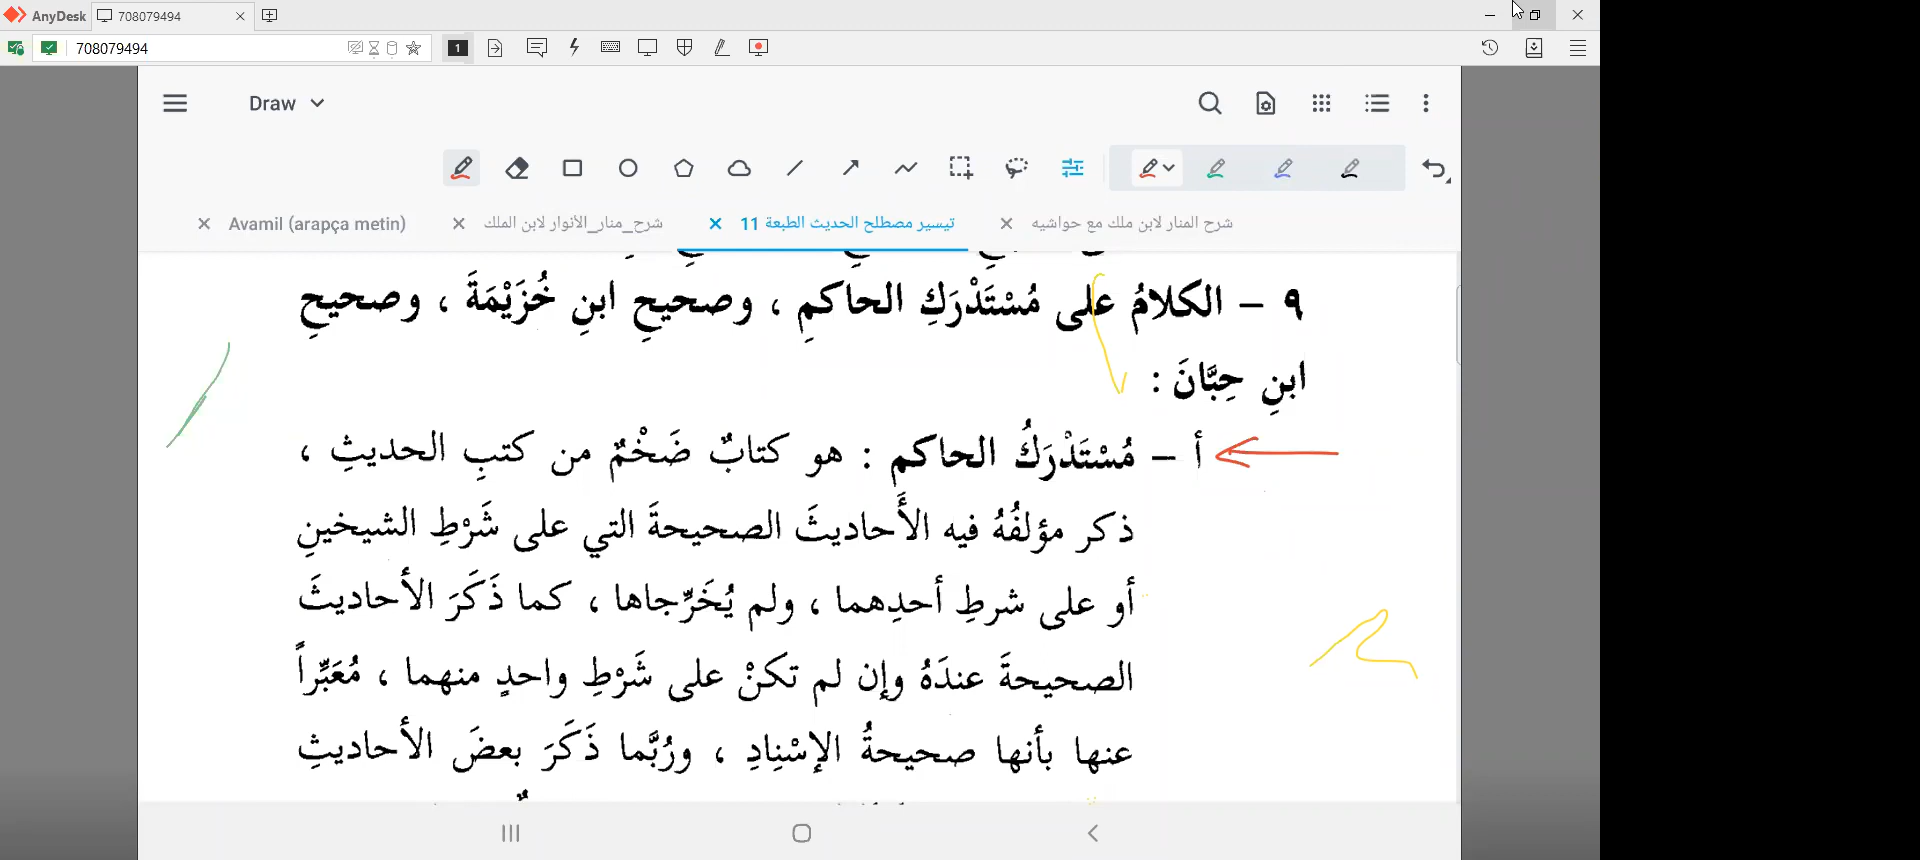 AnyDesk
708079494
708079494
1
Draw
Avamil (arapça metin)
شرح_منار_الأنوار لابن الملك
تيسير مصطلح الحديث الطبعة 11
شرح المنار لابن ملك مع حواشيه
٩ – الكلامُ على مُسْتَدْرَكِ الحاكمِ ، وصحيحِ ابنِ خُزَيْمَةَ ، وصحيحِ
ابنِ حِبَّانَ :
أ – مُسْتَدْرَكُ الحاكم : هو كتابٌ ضَخْمٌ من كتبِ الحديثِ ،
ذكر مؤلفُهُ فيه الأَحاديثَ الصحيحةَ التي على شَرْطِ الشيخينِ
أو على شرطِ أحدِهما ، ولم يُخَرِّجاها ، كما ذَكَرَ الأحاديثَ
الصحيحةَ عندَهُ وإن لم تكنْ على شَرْطِ واحدٍ منهما ، مُعَبِّراً
عنها بأنها صحيحةُ الإسْنِادِ ، ورُبَّما ذَكَرَ بعضَ الأحاديثِ